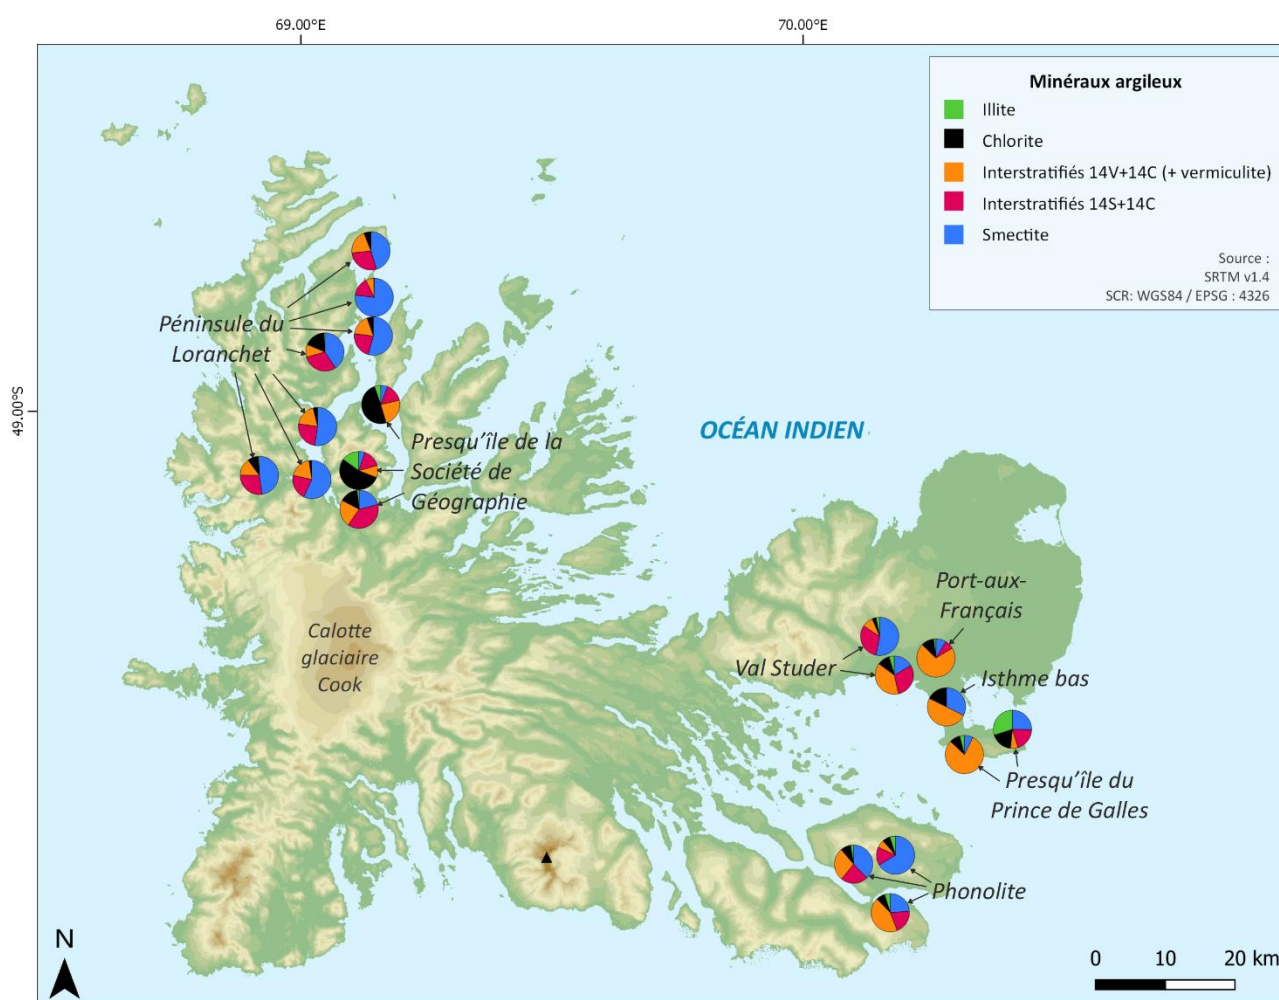 69.00°E
70.00°E
49.00°S
Minéraux argileux
Illite
Chlorite
Interstratifiés 14V+14C (+ vermiculite)
Interstratifiés 14S+14C
Smectite
Source :
SRTM v1.4
SCR: WGS84 / EPSG : 4326
Péninsule du
Loranchet
Presqu'île de la
Société de
Géographie
OCÉAN INDIEN
Calotte
glaciaire
Cook
Port-aux-
Français
Val Studer
Isthme bas
Presqu'île du
Prince de Galles
Phonolite
N
0 10 20 km